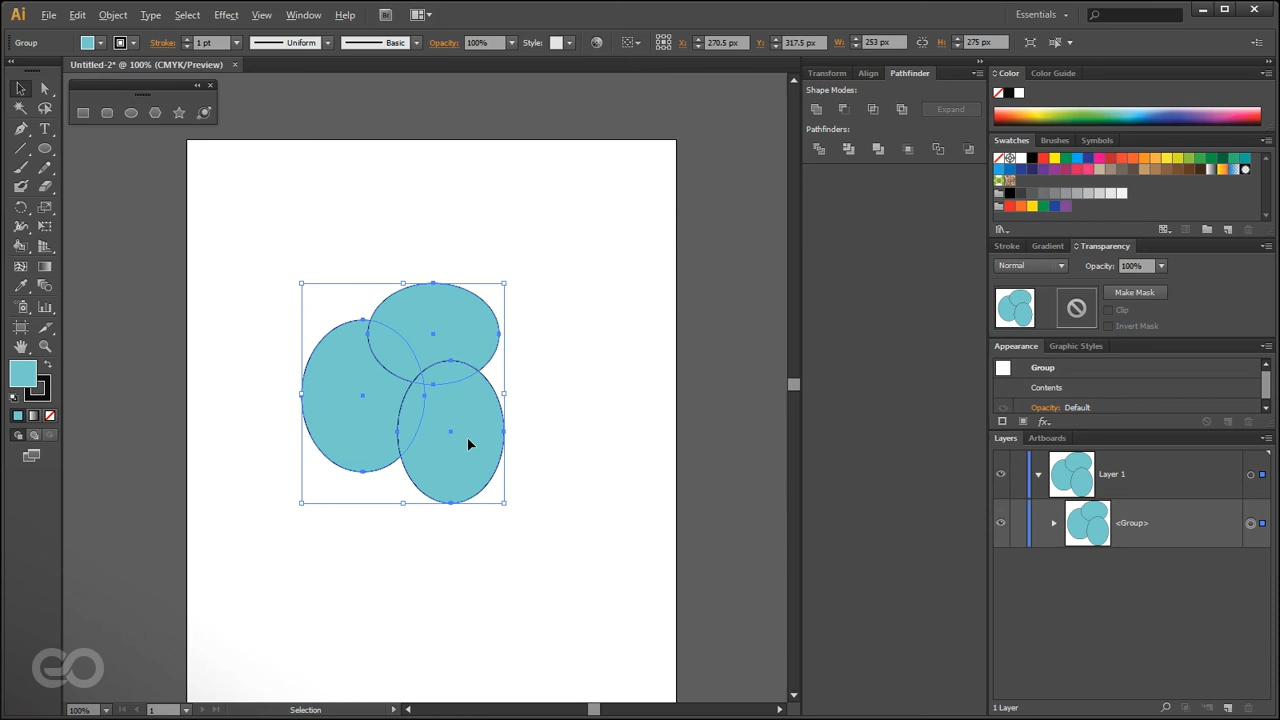 Ai File Edit Object Type Select Effect View Window Help Br Essentials
Group Stroke: 1 pt Uniform Basic Opacity: 100% Style: X: 270.5 px Y: 317.5 px W: 253 px H: 275 px
Untitled-2* @ 100% (CMYK/Preview) ×
Transform Align Pathfinder
Shape Modes:
Expand
Pathfinders:
Color Color Guide
Swatches Brushes Symbols
Stroke Gradient Transparency
Normal Opacity: 100%
Make Mask
Clip
Invert Mask
Appearance Graphic Styles
Group
Contents
Opacity: Default
fx
Layers Artboards
Layer 1
<Group>
1 Layer
100% 1 Selection